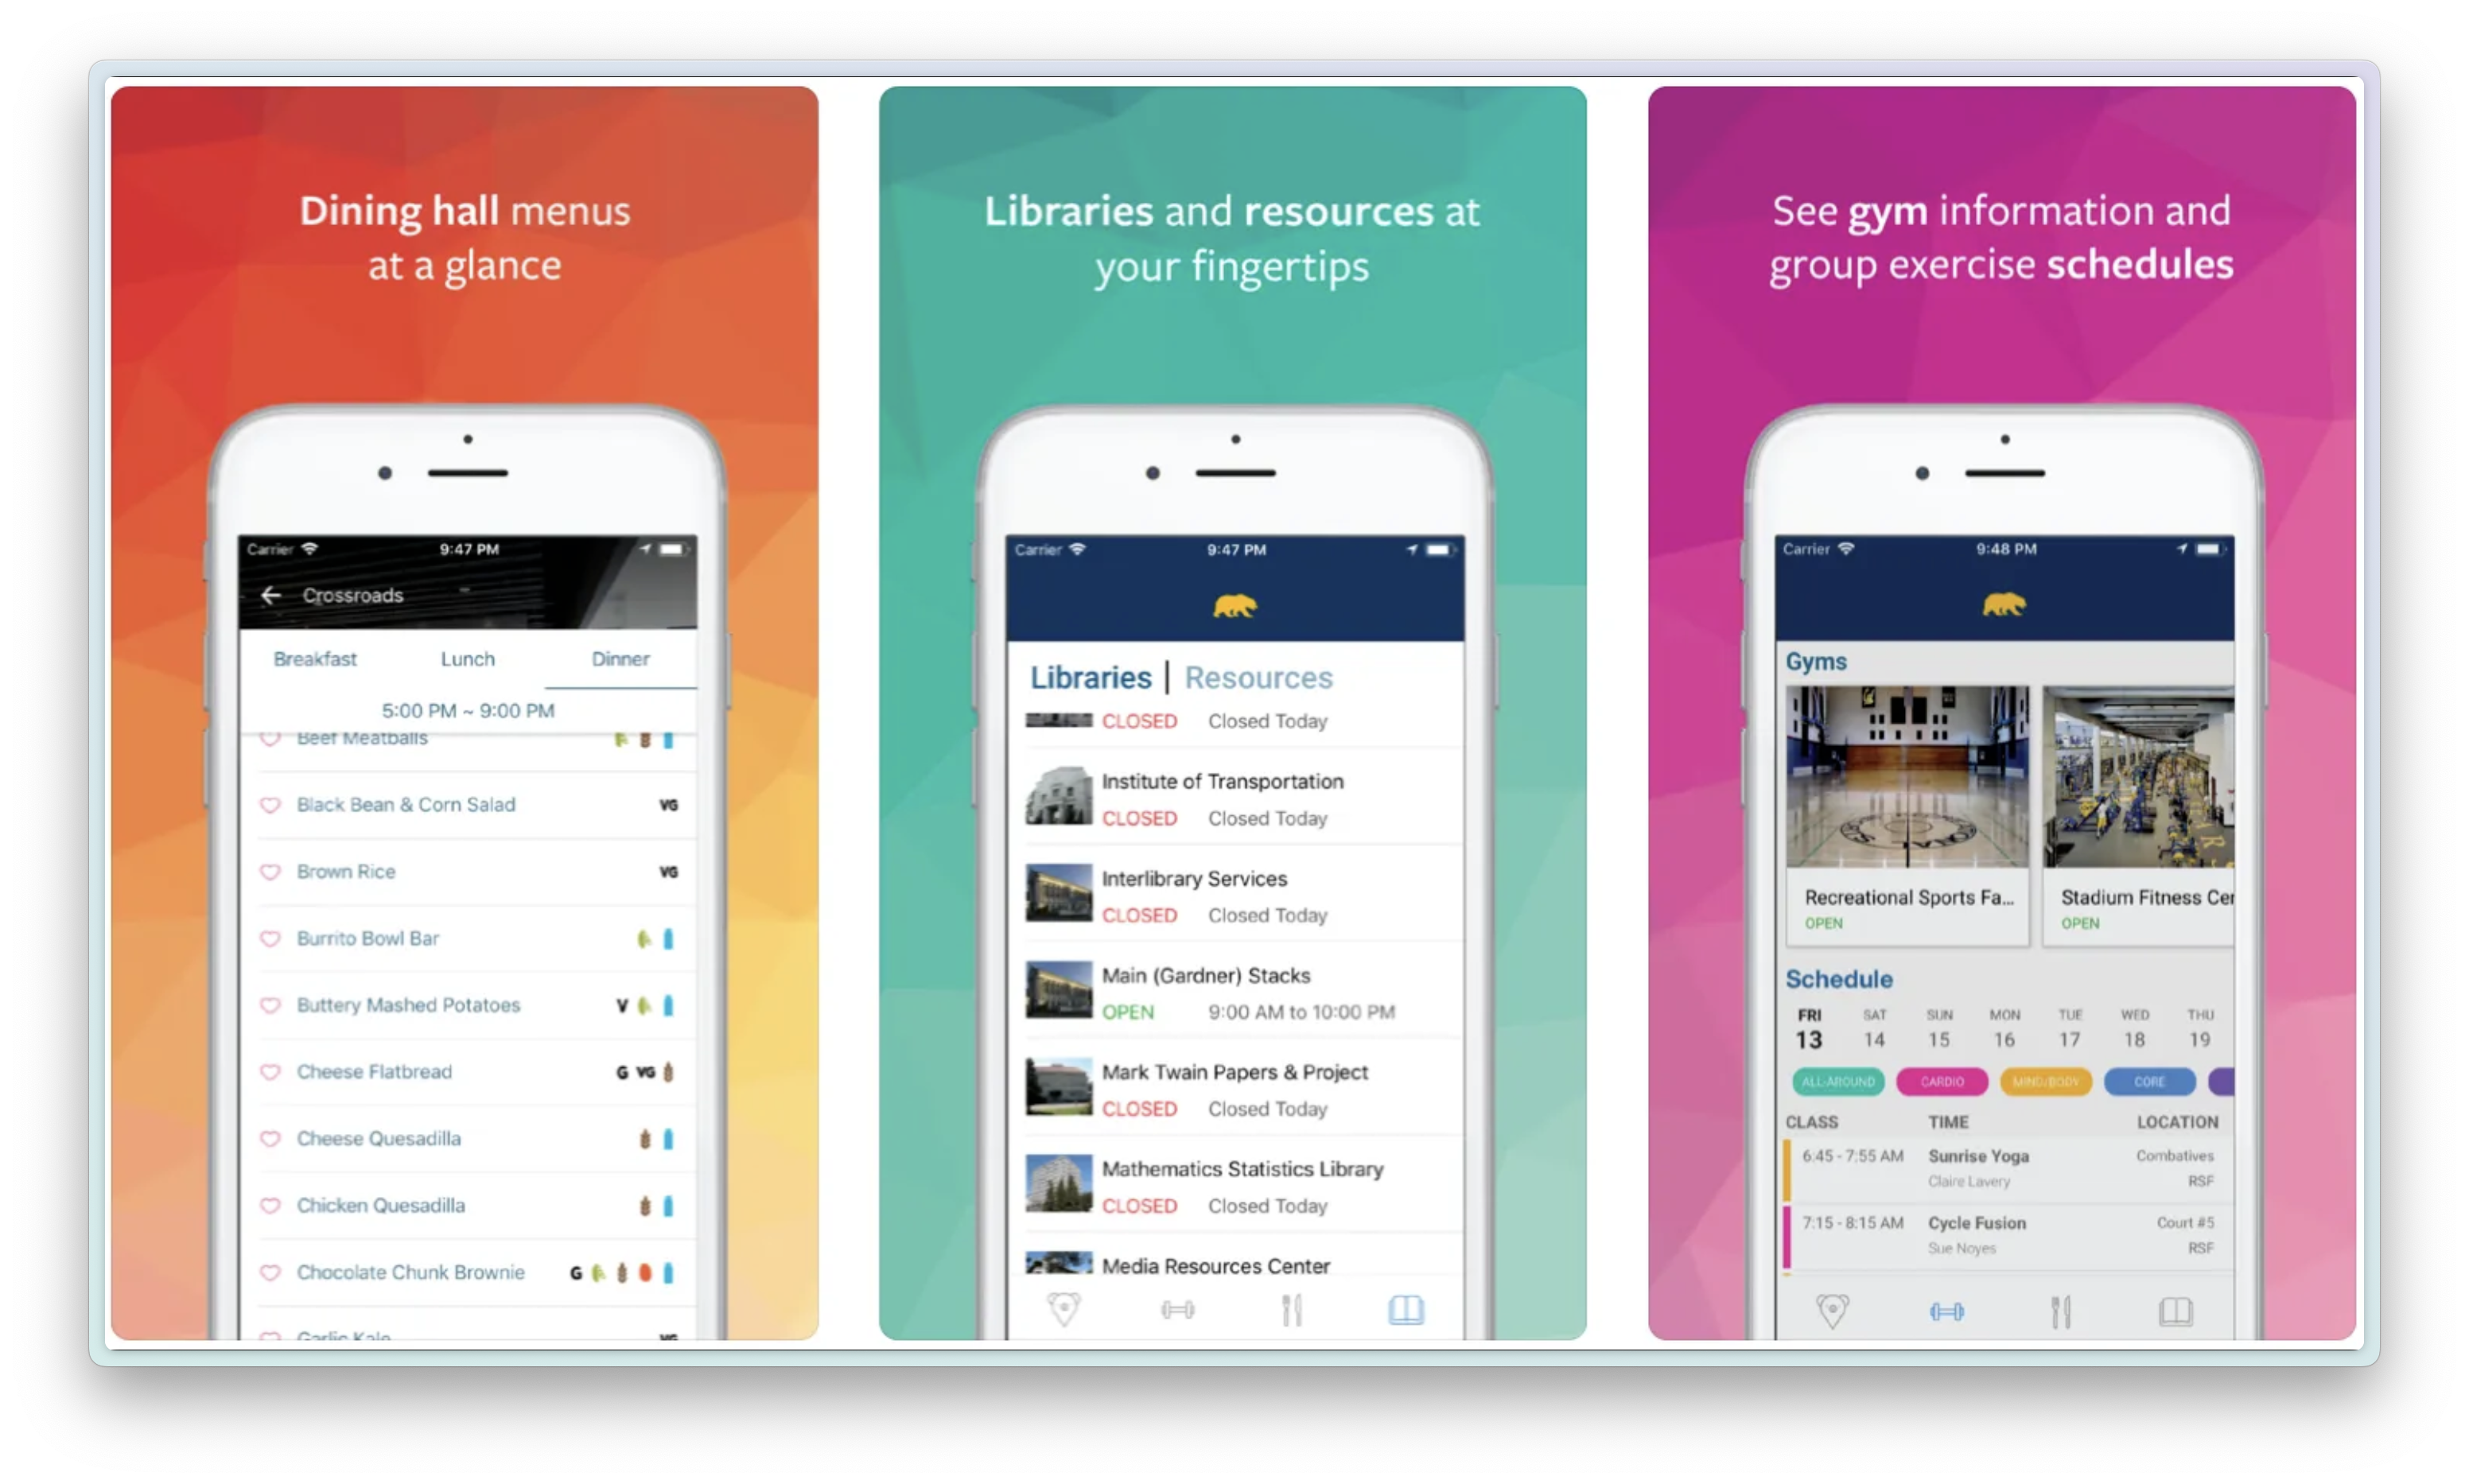 Dining hall menus
at a glance
Carrier 9:47 PM
Crossroads
Breakfast Lunch Dinner
5:00 PM ~ 9:00 PM
Beef Meatballs
Black Bean & Corn Salad VG
Brown Rice VG
Burrito Bowl Bar
Buttery Mashed Potatoes V
Cheese Flatbread G VG
Cheese Quesadilla
Chicken Quesadilla
Chocolate Chunk Brownie G
Garlic Kale VG
Libraries and resources at
your fingertips
Carrier 9:47 PM
Libraries | Resources
CLOSED Closed Today
Institute of Transportation
CLOSED Closed Today
Interlibrary Services
CLOSED Closed Today
Main (Gardner) Stacks
OPEN 9:00 AM to 10:00 PM
Mark Twain Papers & Project
CLOSED Closed Today
Mathematics Statistics Library
CLOSED Closed Today
Media Resources Center
See gym information and
group exercise schedules
Carrier 9:48 PM
Gyms
Recreational Sports Fa... Stadium Fitness Cer
OPEN OPEN
Schedule
FRI SAT SUN MON TUE WED THU
13 14 15 16 17 18 19
ALL-AROUND CARDIO MIND/BODY CORE
CLASS TIME LOCATION
6:45 - 7:55 AM Sunrise Yoga Combatives
Claire Lavery RSF
7:15 - 8:15 AM Cycle Fusion Court #5
Sue Noyes RSF